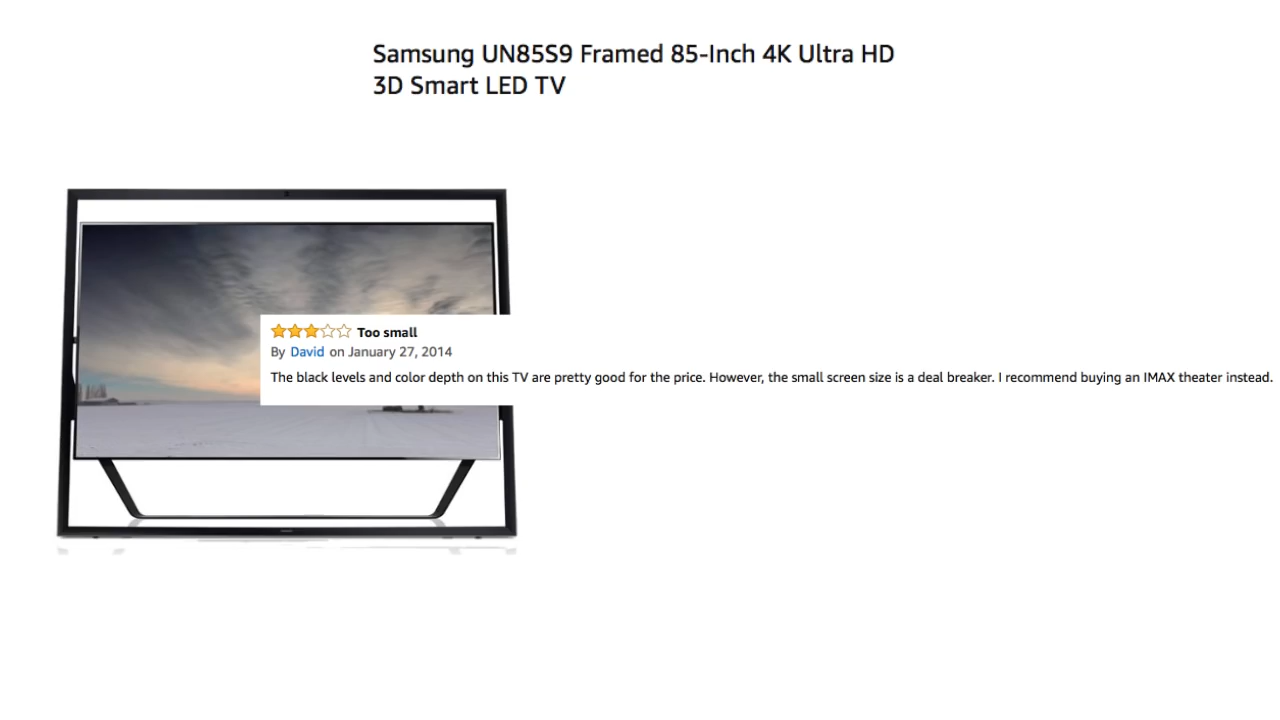 Samsung UN85S9 Framed 85-Inch 4K Ultra HD
3D Smart LED TV
Too small
By David on January 27, 2014
The black levels and color depth on this TV are pretty good for the price. However, the small screen size is a deal breaker. I recommend buying an IMAX theater instead.